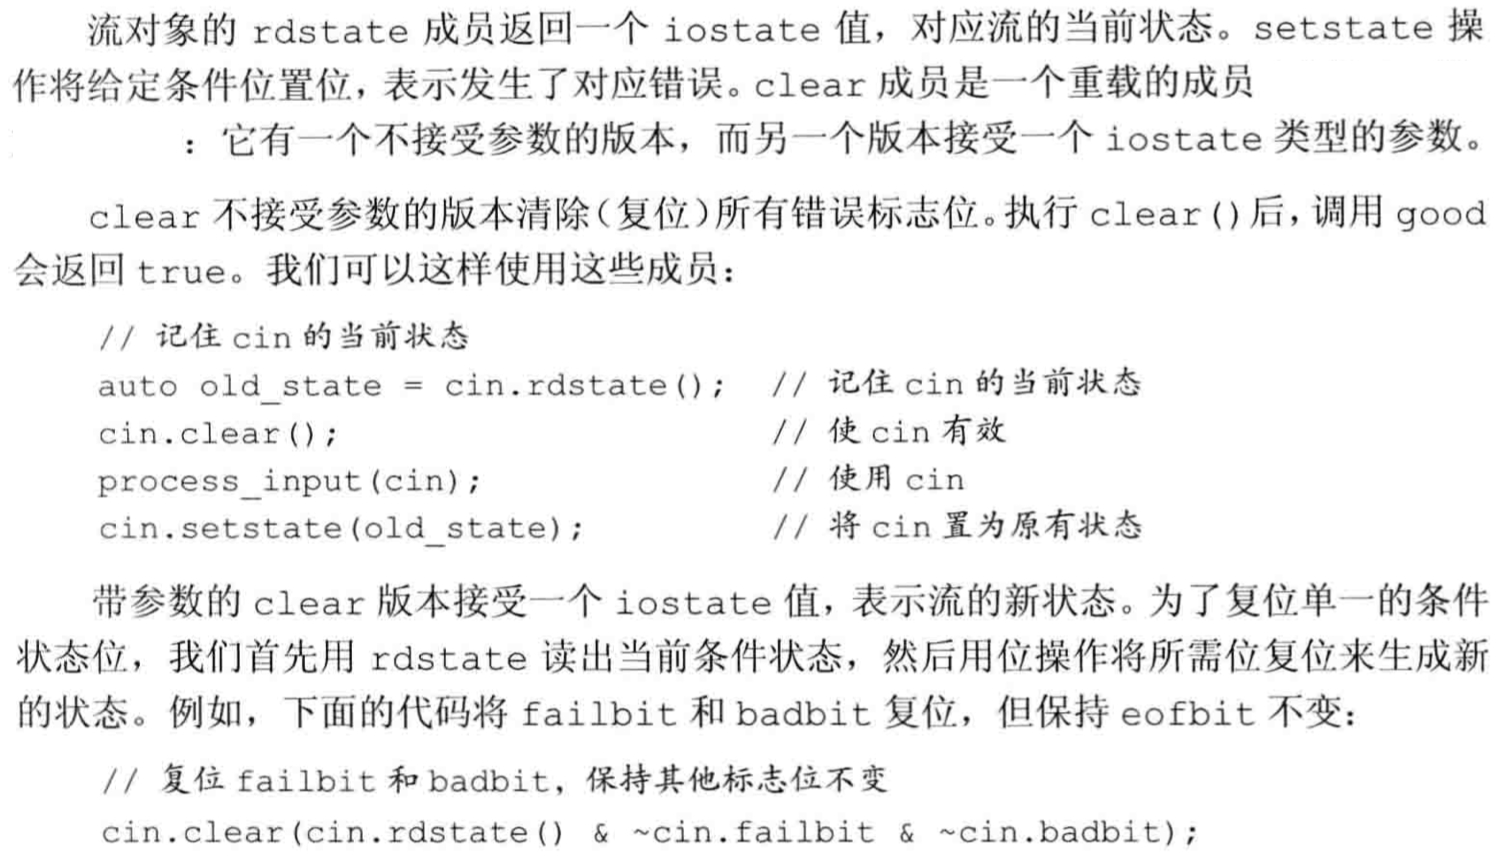 流对象的 rdstate 成员返回一个 iostate 值，对应流的当前状态。setstate 操
作将给定条件位置位，表示发生了对应错误。clear 成员是一个重载的成员
：它有一个不接受参数的版本，而另一个版本接受一个 iostate 类型的参数。
clear 不接受参数的版本清除（复位）所有错误标志位。执行 clear()后，调用 good
会返回 true。我们可以这样使用这些成员：
// 记住 cin 的当前状态
auto old_state = cin.rdstate();  // 记住 cin 的当前状态
cin.clear();  // 使 cin 有效
process_input(cin);  // 使用 cin
cin.setstate(old_state);  // 将 cin 置为原有状态
带参数的 clear 版本接受一个 iostate 值，表示流的新状态。为了复位单一的条件
状态位，我们首先用 rdstate 读出当前条件状态，然后用位操作将所需位复位来生成新
的状态。例如，下面的代码将 failbit 和 badbit 复位，但保持 eofbit 不变：
// 复位 failbit 和 badbit，保持其他标志位不变
cin.clear(cin.rdstate() & ~cin.failbit & ~cin.badbit);